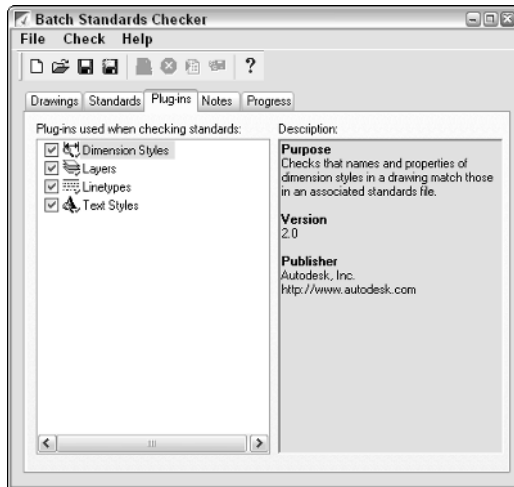 Batch Standards Checker
File Check Help
?
Drawings Standards Plug-ins Notes Progress
Plug-ins used when checking standards:
Dimension Styles
Layers
Linetypes
Text Styles
Description:
Purpose
Checks that names and properties of
dimension styles in a drawing match those
in an associated standards file.
Version
2.0
Publisher
Autodesk, Inc.
http://www.autodesk.com